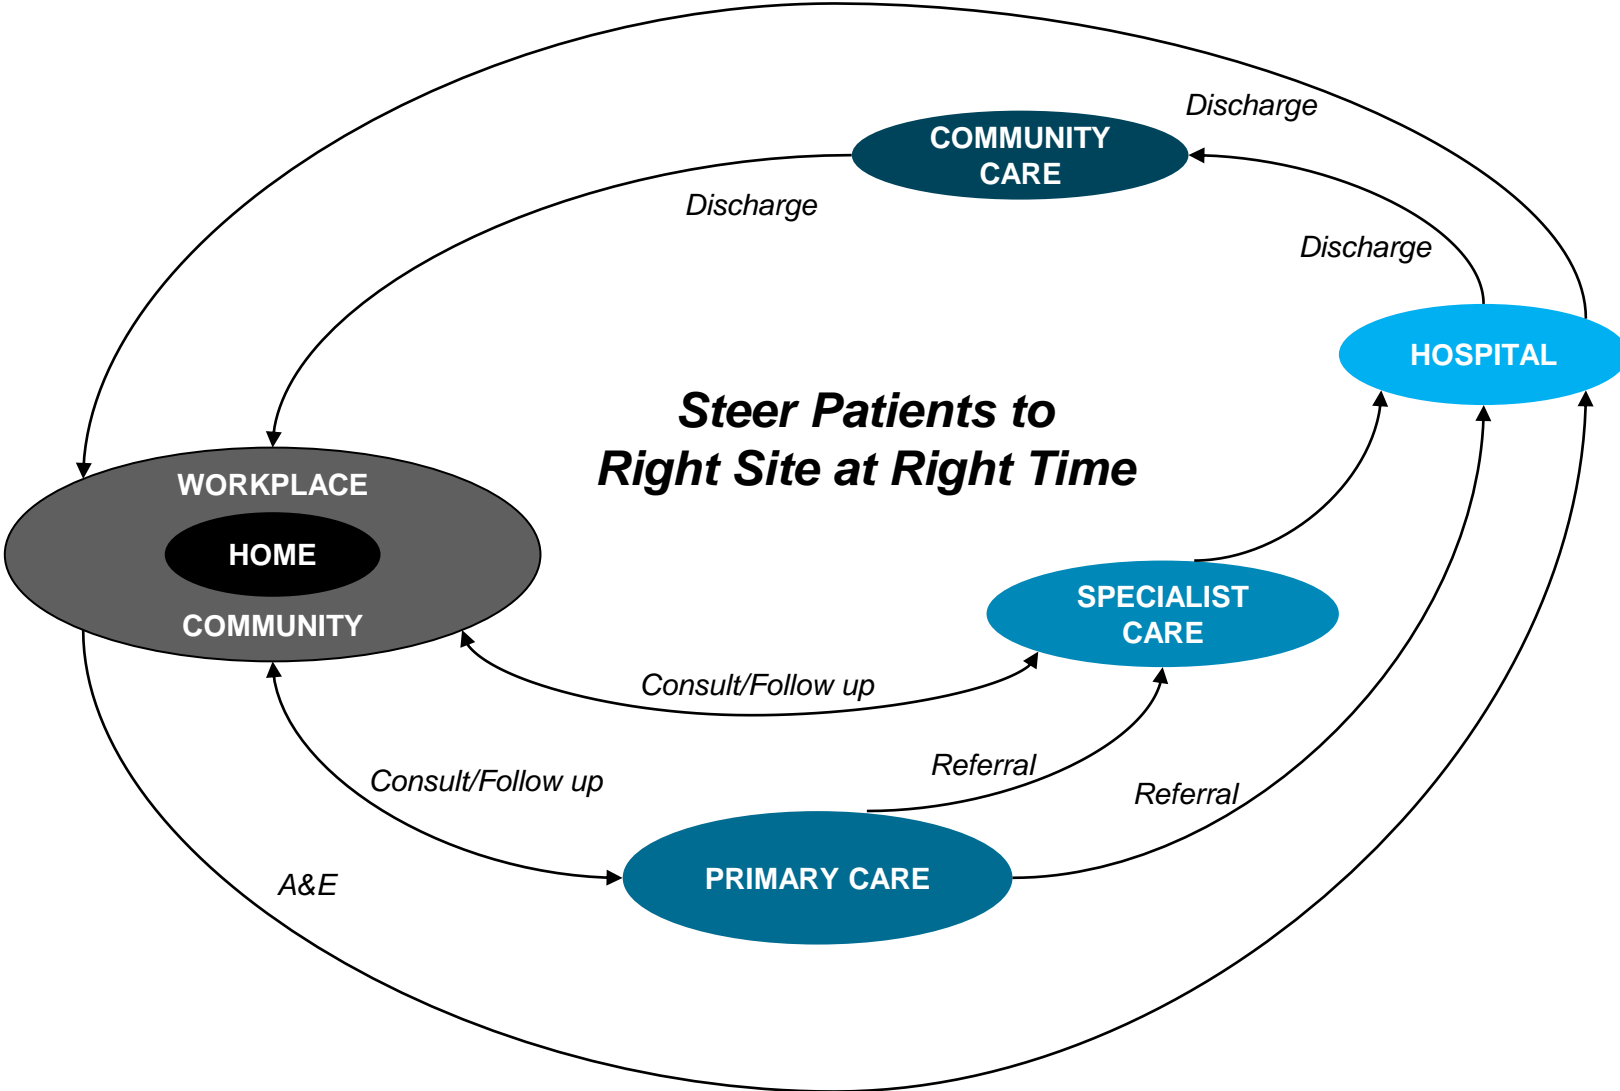 Discharge
COMMUNITY
CARE
Discharge
Discharge
HOSPITAL
Steer Patients to
Right Site at Right Time
WORKPLACE
HOME
COMMUNITY
SPECIALIST
CARE
Consult/Follow up
Referral
Consult/Follow up
Referral
PRIMARY CARE
A&E